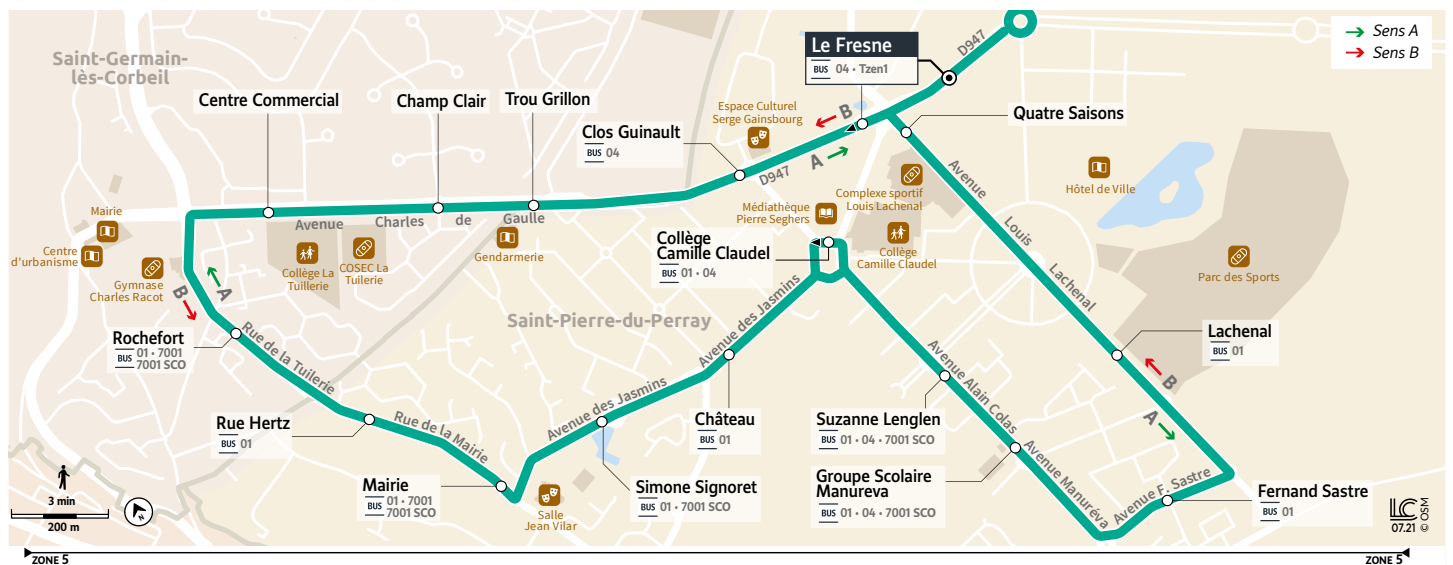 Saint-Germain-
lès-Corbeil
Centre Commercial
Champ Clair
Trou Grillon
Clos Guinault
BUS 04
Espace Culturel
Serge Gainsbourg
Le Fresne
BUS 04 • Tzen1
D947
Sens A
Sens B
Quatre Saisons
B
A
D947
Avenue
Louis
Lachenal
Hôtel de Ville
Complexe sportif
Louis Lachenal
Médiathèque
Pierre Seghers
Collège
Camille Claudel
Parc des Sports
Collège
Camille Claudel
BUS 01 • 04
Mairie
Centre
d'urbanisme
Gymnase
Charles Racot
Avenue
Charles
de
Gaulle
Collège La
Tuillerie
COSEC La
Tuilerie
Gendarmerie
B
A
Saint-Pierre-du-Perray
Rochefort
BUS 01 • 7001
7001 SCO
Rue de la Tuilerie
Rue Hertz
BUS 01
Rue de la Mairie
Mairie
BUS 01 • 7001
7001 SCO
Salle
Jean Vilar
Avenue des Jasmins
Avenue des Jasmins
Simone Signoret
BUS 01 • 7001 SCO
Château
BUS 01
Suzanne Lenglen
BUS 01 • 04 • 7001 SCO
Groupe Scolaire
Manureva
BUS 01 • 04 • 7001 SCO
Avenue Alain Colas
Avenue Manuréva
Avenue F. Sastre
Lachenal
BUS 01
B
A
Fernand Sastre
BUS 01
3 min
200 m
N
LC
07.21 © OSM
ZONE 5
ZONE 5